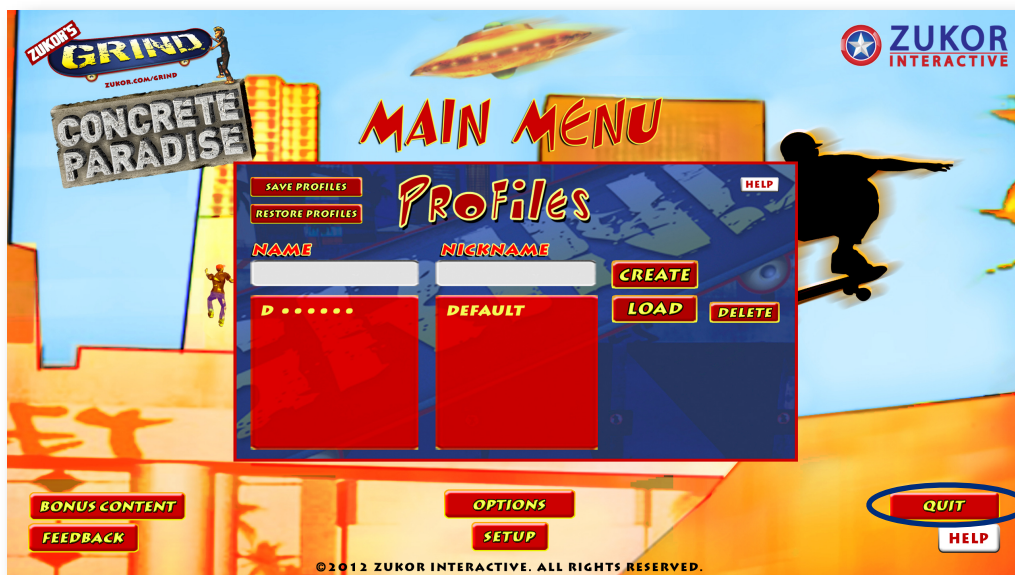 ZUKOR'S
GRIND
ZUKOR.COM/GRIND
CONCRETE
PARADISE
ZUKOR
INTERACTIVE
MAIN MENU
SAVE PROFILES
RESTORE PROFILES
PROFILES
HELP
NAME
NICKNAME
CREATE
D ••••••
DEFAULT
LOAD
DELETE
BONUS CONTENT
FEEDBACK
OPTIONS
SETUP
QUIT
HELP
©2012 ZUKOR INTERACTIVE. ALL RIGHTS RESERVED.